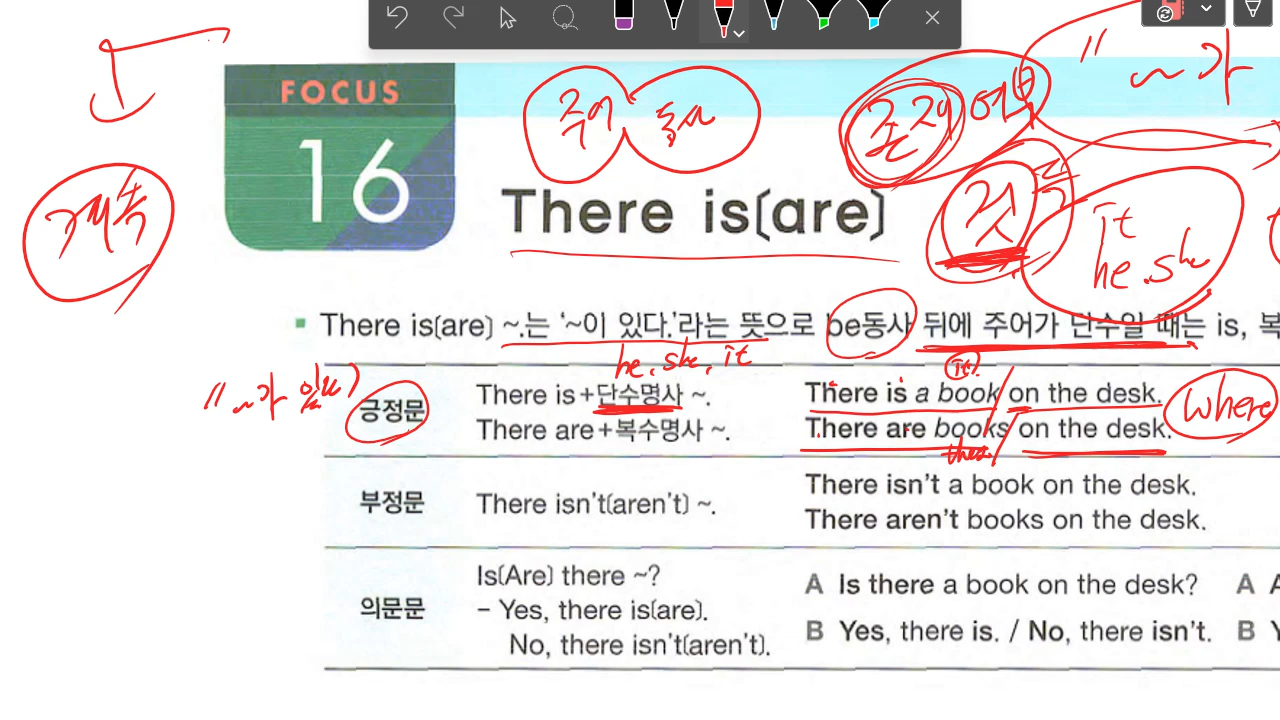 " ~가
주어 동사
존재
FOCUS
16
것
There is(are)
it
he. she
계속
There is(are) ~.는 '~이 있다.'라는 뜻으로 be동사 뒤에 주어가 단수일 때는 is, 복
he. she, it
(it)
"~가 있다"
긍정문 There is+단수명사 ~. There is a book / on the desk. where
There are+복수명사 ~. There are books / on the desk.
부정문 There isn't(aren't) ~. There isn't a book on the desk.
There aren't books on the desk.
의문문 Is(Are) there ~? A Is there a book on the desk? A A
– Yes, there is(are). B Yes, there is. / No, there isn't. B Y
No, there isn't(aren't).